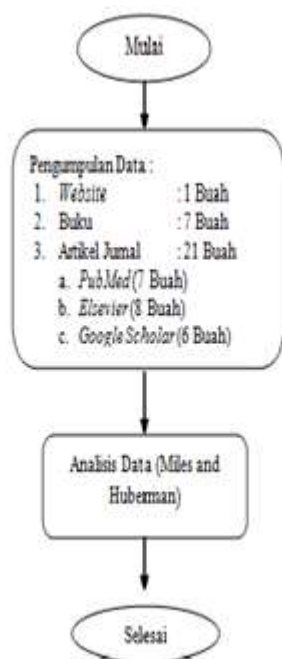 Mulai
Pengumpulan Data :
1. Website : 1 Buah
2. Buku : 7 Buah
3. Artikel Jurnal : 21 Buah
a. PubMed (7 Buah)
b. Elsevier (8 Buah)
c. Google Scholar (6 Buah)
Analisis Data (Miles and
Huberman)
Selesai